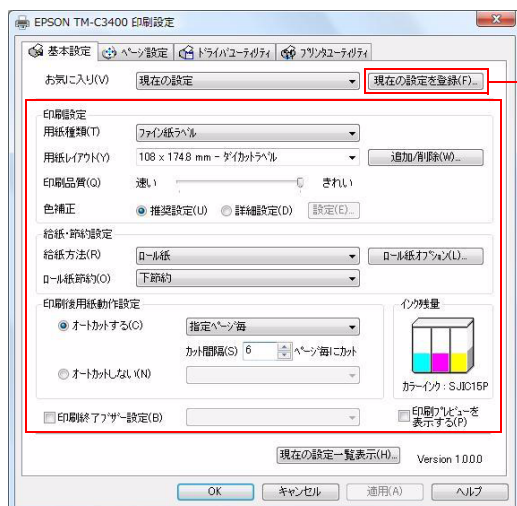 EPSON TM-C3400 印刷設定
基本設定 ページ設定 ドライバユーティリティ プリンタユーティリティ
お気に入り(V) 現在の設定 現在の設定を登録(F)...
印刷設定
用紙種類(T) ファイン紙ラベル
用紙レイアウト(Y) 108 x 174.8 mm - ダイカットラベル 追加/削除(W)...
印刷品質(Q) 速い きれい
色補正 推奨設定(U) 詳細設定(D) 設定(E)...
給紙・節約設定
給紙方法(R) ロール紙 ロール紙オプション(L)...
ロール紙節約(O) 下節約
印刷後用紙動作設定 インク残量
オートカットする(C) 指定ページ毎
カット間隔(S) 6 ページ毎にカット
オートカットしない(N)
カラーインク : SJIC15P
印刷終了ブザー設定(B) 印刷プレビューを
表示する(P)
現在の設定一覧表示(H)... Version 1.0.0.0
OK キャンセル 適用(A) ヘルプ